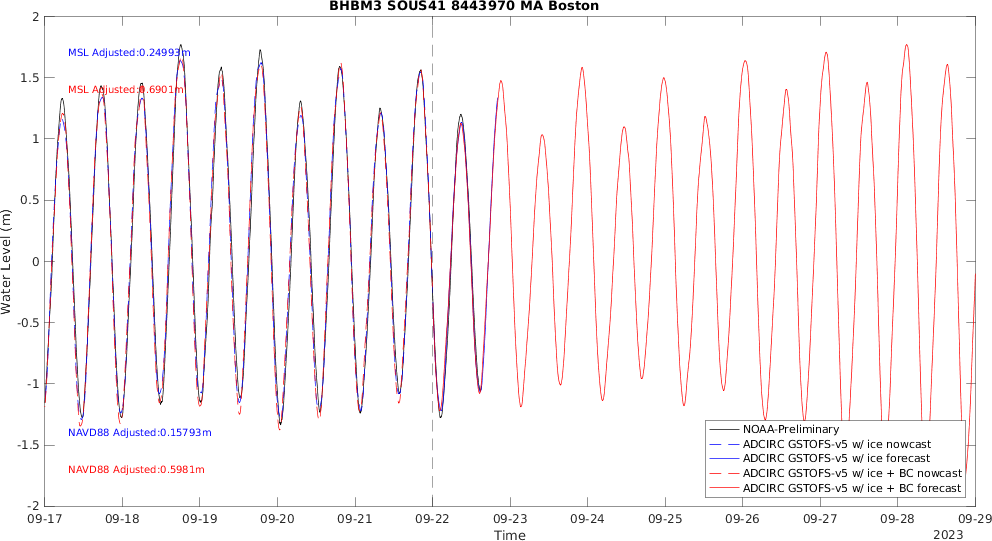 BHBM3 SOUS41 8443970 MA Boston
2
1.5
1
0.5
0
-0.5
-1
-1.5
-2
Water Level (m)
MSL Adjusted:0.24993m
MSL Adjusted:0.6901m
NAVD88 Adjusted:0.15793m
NAVD88 Adjusted:0.5981m
NOAA-Preliminary
ADCIRC GSTOFS-v5 w/ ice nowcast
ADCIRC GSTOFS-v5 w/ ice forecast
ADCIRC GSTOFS-v5 w/ ice + BC nowcast
ADCIRC GSTOFS-v5 w/ ice + BC forecast
09-17 09-18 09-19 09-20 09-21 09-22 09-23 09-24 09-25 09-26 09-27 09-28 09-29
Time
2023